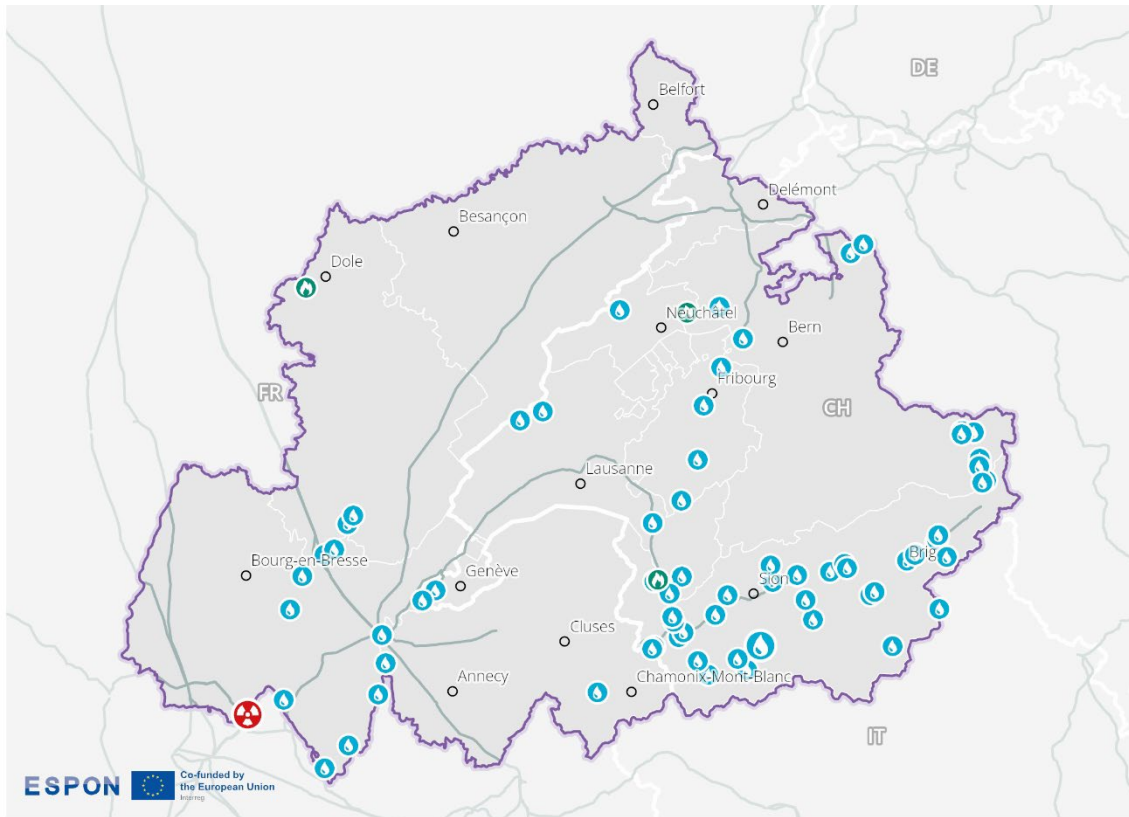 DE
Belfort
Delémont
Besançon
Dole
Neuchâtel
Bern
FR
Fribourg
CH
Lausanne
Bourg-en-Bresse
Genève
Brig
Sion
Cluses
Annecy
Chamonix-Mont-Blanc
IT
ESPON
Co-funded by
the European Union
Interreg